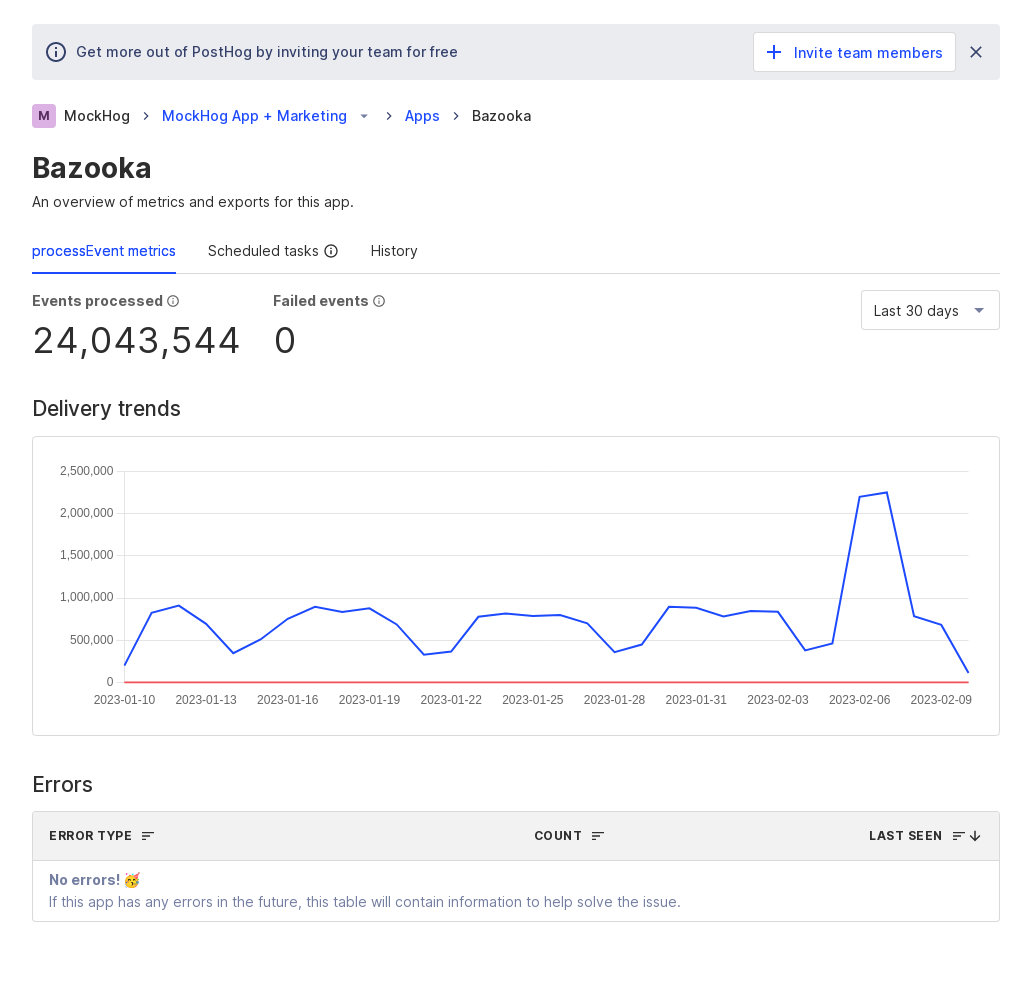 Get more out of PostHog by inviting your team for free
Invite team members
M MockHog > MockHog App + Marketing > Apps > Bazooka
Bazooka
An overview of metrics and exports for this app.
processEvent metrics Scheduled tasks History
Events processed Failed events
Last 30 days
24,043,544 0
Delivery trends
2,500,000
2,000,000
1,500,000
1,000,000
500,000
0
2023-01-10 2023-01-13 2023-01-16 2023-01-19 2023-01-22 2023-01-25 2023-01-28 2023-01-31 2023-02-03 2023-02-06 2023-02-09
Errors
ERROR TYPE COUNT LAST SEEN
No errors! 🥳
If this app has any errors in the future, this table will contain information to help solve the issue.